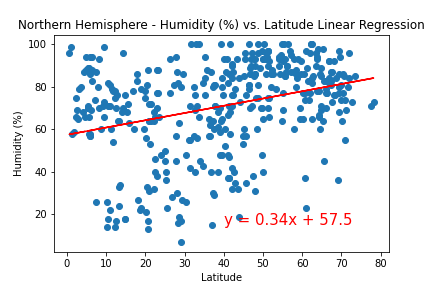 Northern Hemisphere - Humidity (%) vs. Latitude Linear Regression
100
80
60
40
20
Humidity (%)
y = 0.34x + 57.5
0 10 20 30 40 50 60 70 80
Latitude